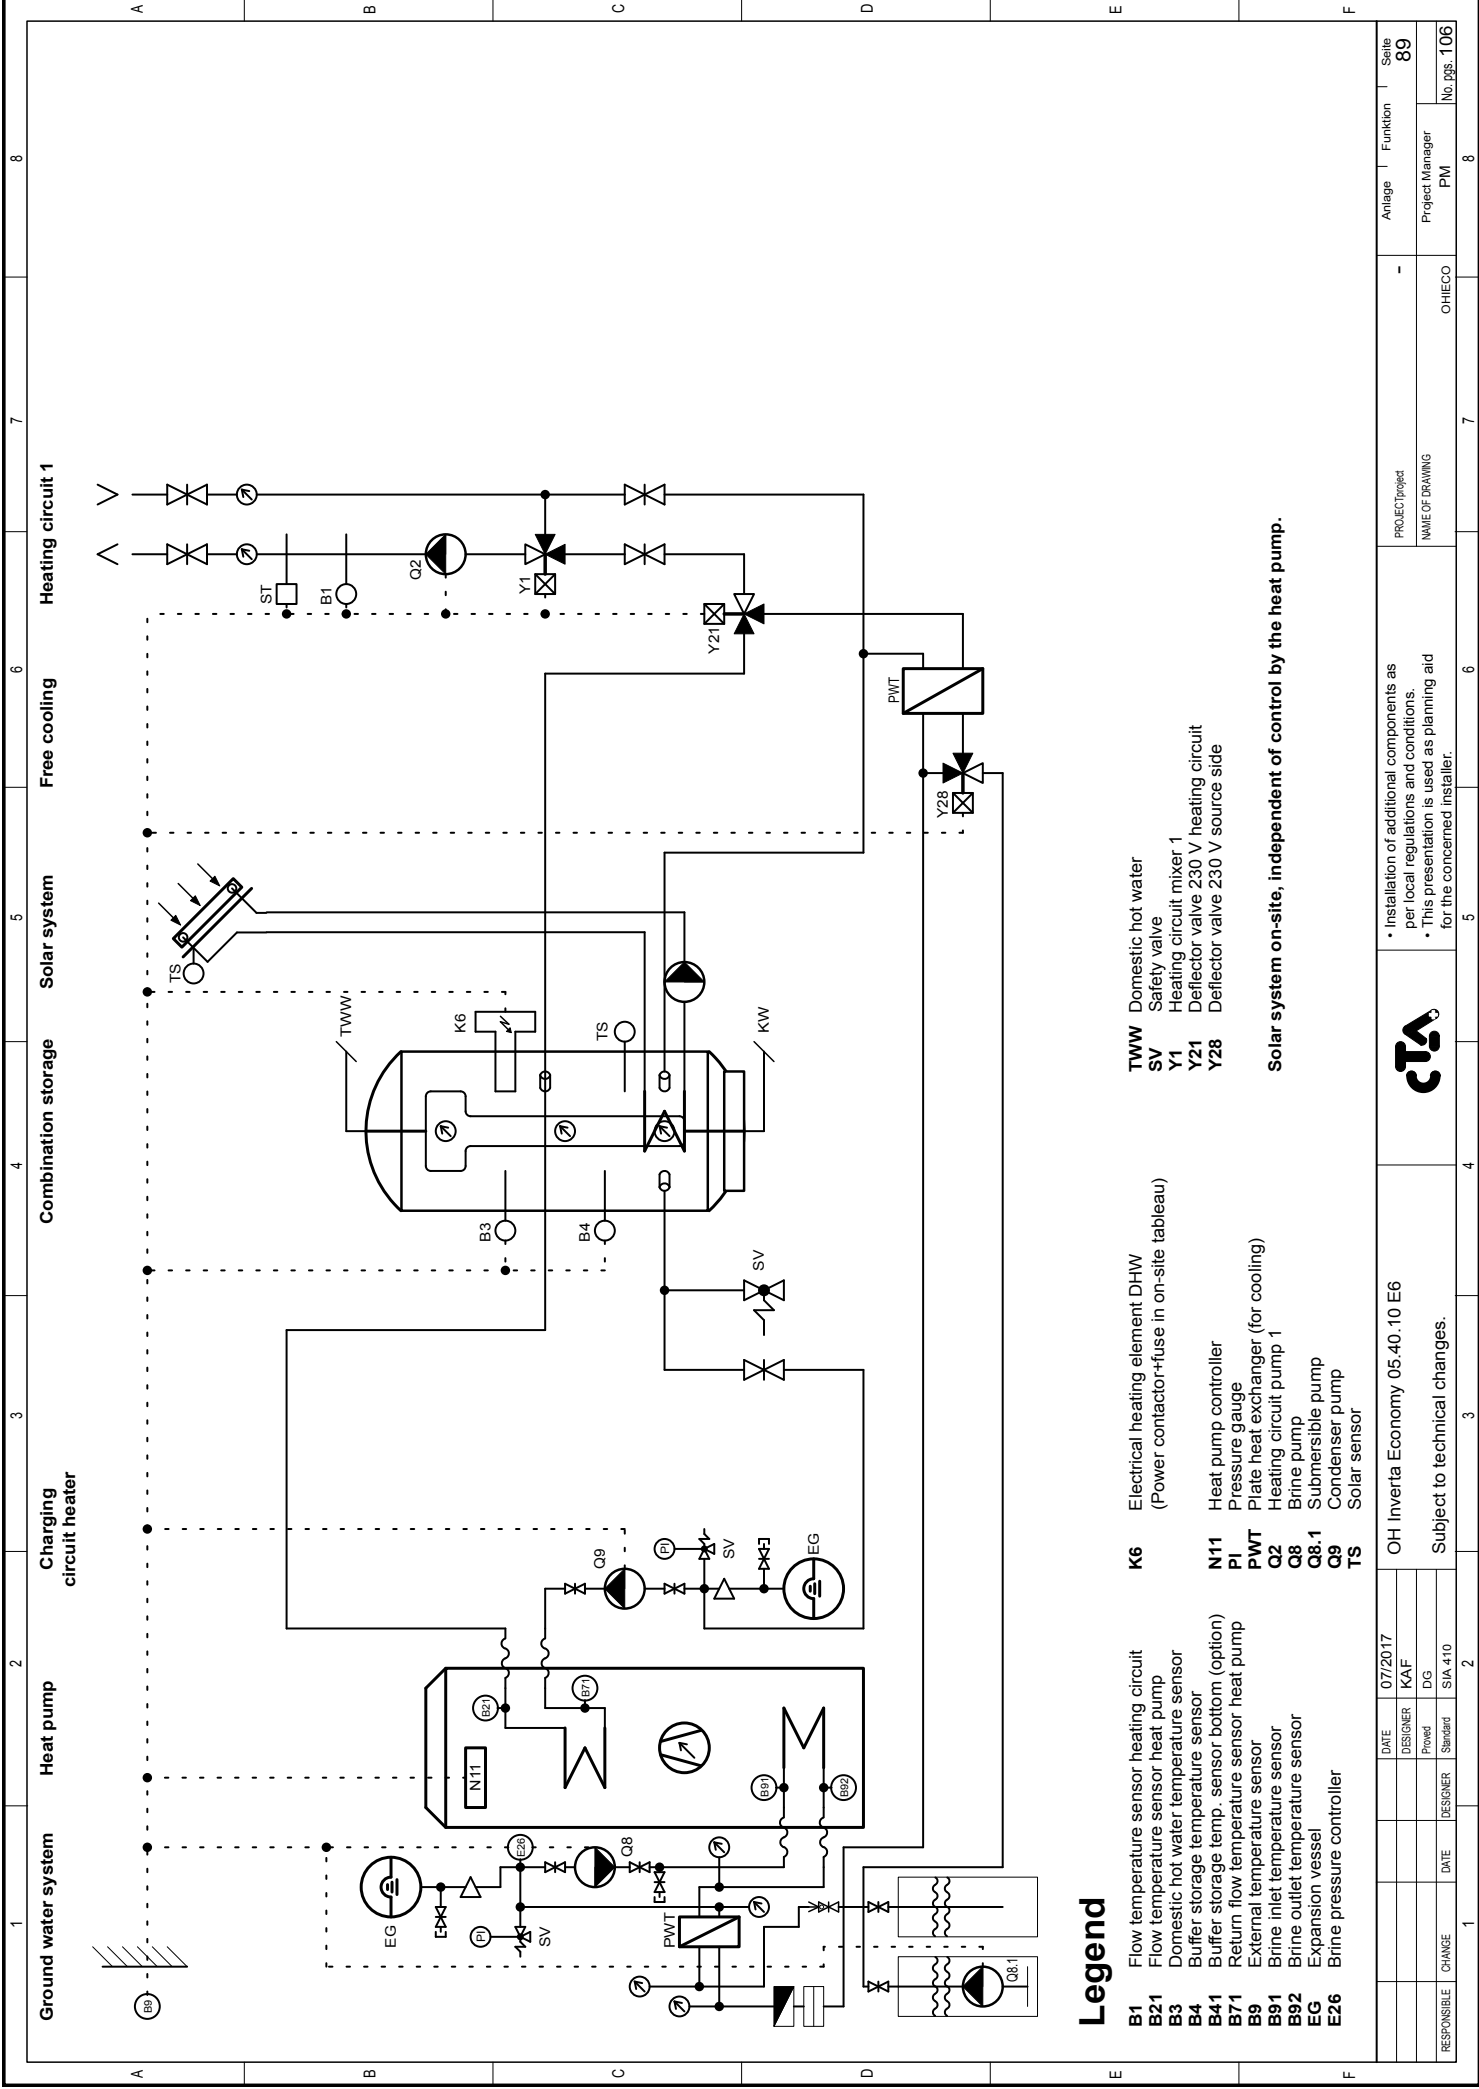 1 2 3 4 5 6 7 8
A A
B B
C C
D D
E E
F F
Ground water system
Heat pump
Charging
circuit heater
Combination storage
Solar system
Free cooling
Heating circuit 1
B9
EG
PI
SV
E26
Q8
PWT
Q8.1
N11
B21
B71
B91
B92
Q9
PI
SV
EG
SV
B3
B4
TWW
K6
TS
KW
TS
ST
B1
Q2
Y1
Y21
PWT
Y28
Legend
B1 Flow temperature sensor heating circuit
B21 Flow temperature sensor heat pump
B3 Domestic hot water temperature sensor
B4 Buffer storage temperature sensor
B41 Buffer storage temp. sensor bottom (option)
B71 Return flow temperature sensor heat pump
B9 External temperature sensor
B91 Brine inlet temperature sensor
B92 Brine outlet temperature sensor
EG Expansion vessel
E26 Brine pressure controller
K6 Electrical heating element DHW
(Power contactor+fuse in on-site tableau)
N11 Heat pump controller
PI Pressure gauge
PWT Plate heat exchanger (for cooling)
Q2 Heating circuit pump 1
Q8 Brine pump
Q8.1 Submersible pump
Q9 Condenser pump
TS Solar sensor
TWW Domestic hot water
SV Safety valve
Y1 Heating circuit mixer 1
Y21 Deflector valve 230 V heating circuit
Y28 Deflector valve 230 V source side
Solar system on-site, independent of control by the heat pump.
RESPONSIBLE CHANGE DATE DESIGNER
DATE 07/2017
DESIGNER KAF
Proved DG
Standard SIA 410
OH Inverta Economy 05.40.10 E6
Subject to technical changes.
CTA
• Installation of additional components as
per local regulations and conditions.
• This presentation is used as planning aid
for the concerned installer.
PROJECTproject -
NAME OF DRAWING
OHIECO
Anlage Funktion Seite
89
Project Manager
PM
No. pgs. 106
1 2 3 4 5 6 7 8